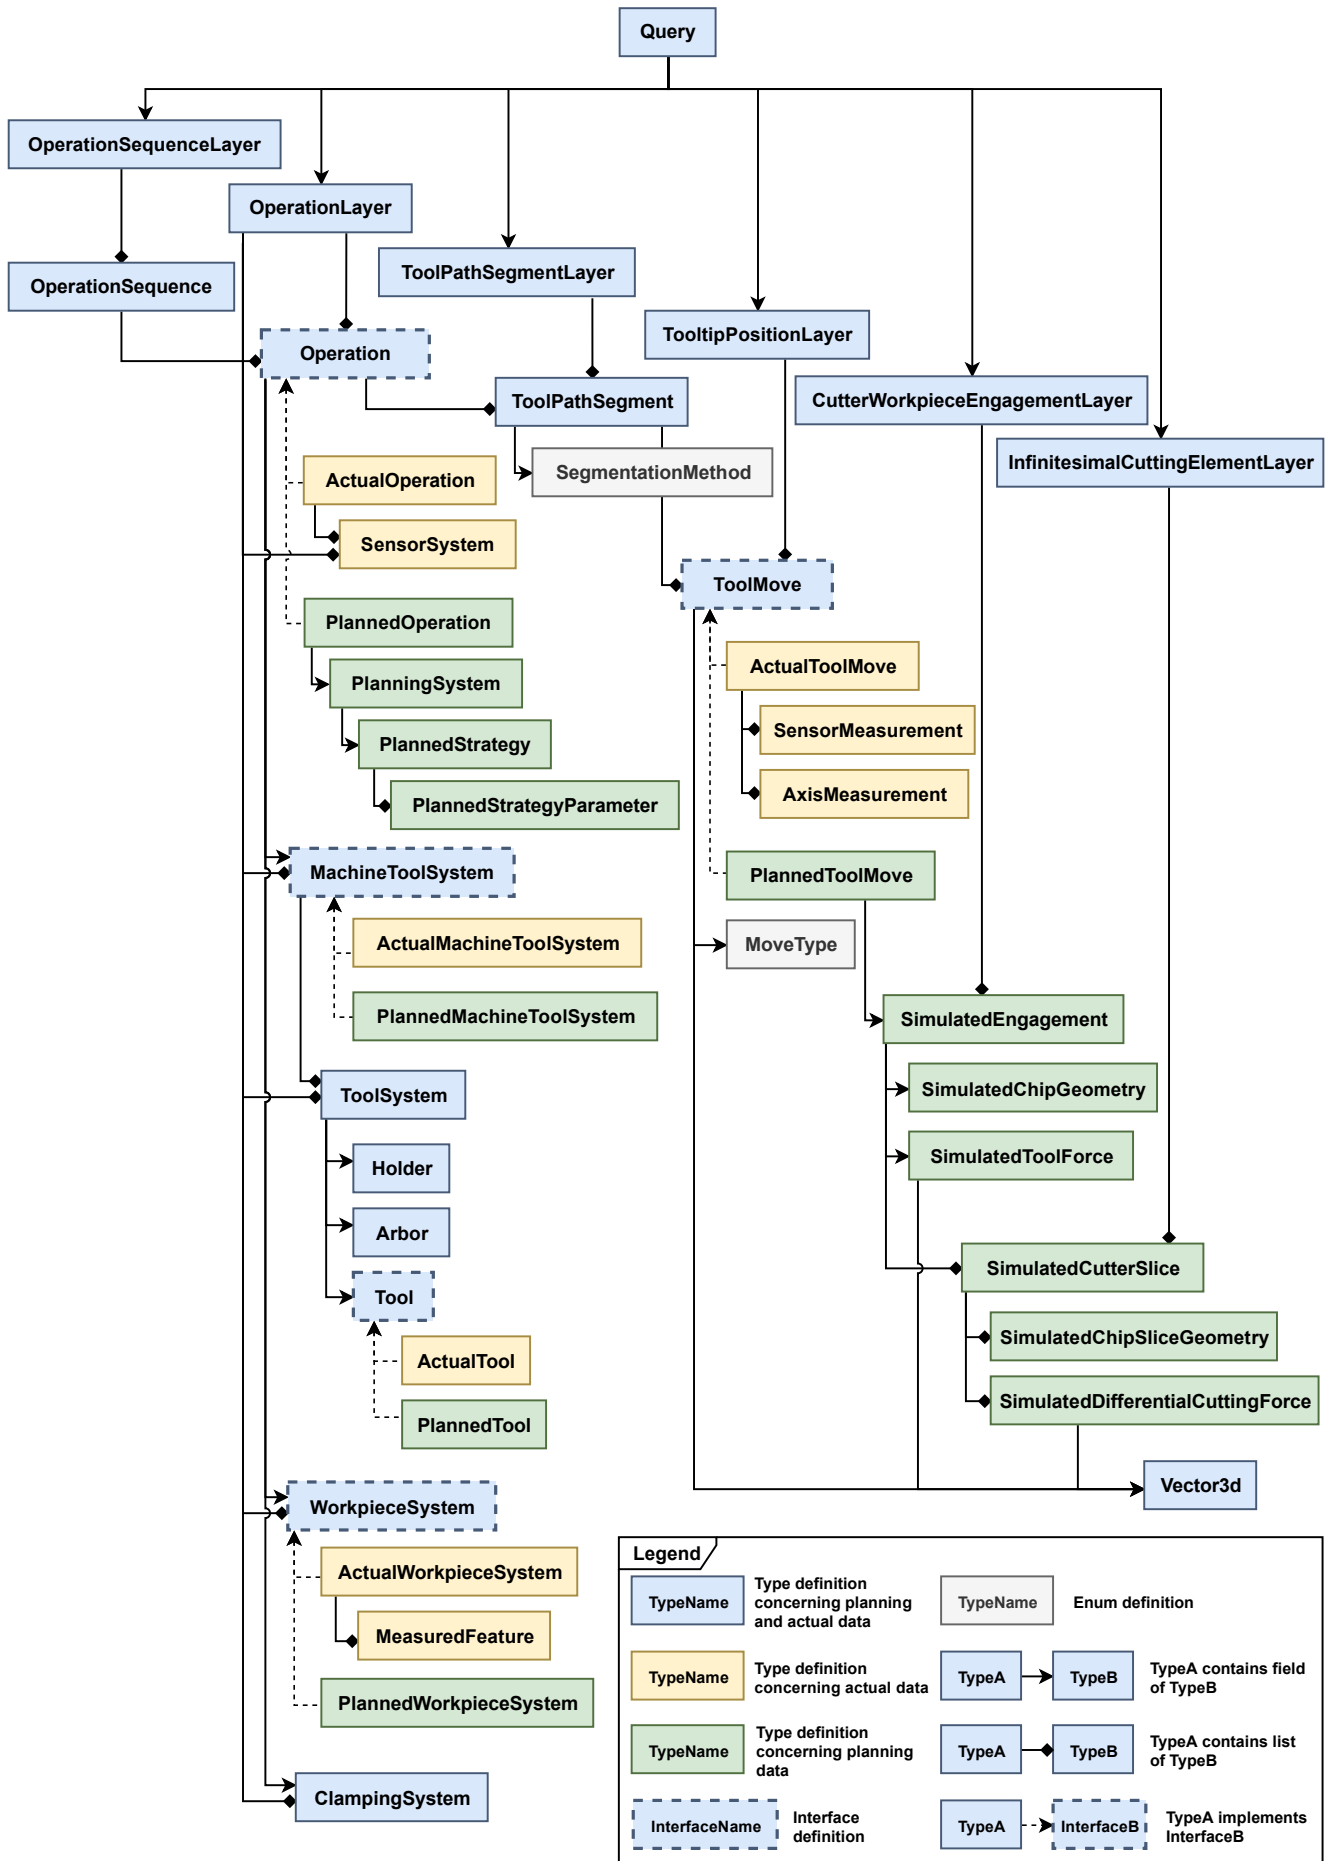 Query
OperationSequenceLayer
OperationLayer
ToolPathSegmentLayer
OperationSequence
TooltipPositionLayer
Operation
ToolPathSegment
CutterWorkpieceEngagementLayer
SegmentationMethod
InfinitesimalCuttingElementLayer
ActualOperation
SensorSystem
ToolMove
PlannedOperation
ActualToolMove
PlanningSystem
SensorMeasurement
PlannedStrategy
AxisMeasurement
PlannedStrategyParameter
MachineToolSystem
PlannedToolMove
ActualMachineToolSystem
MoveType
PlannedMachineToolSystem
SimulatedEngagement
ToolSystem
SimulatedChipGeometry
Holder
SimulatedToolForce
Arbor
SimulatedCutterSlice
Tool
SimulatedChipSliceGeometry
ActualTool
SimulatedDifferentialCuttingForce
PlannedTool
Vector3d
WorkpieceSystem
ActualWorkpieceSystem
MeasuredFeature
PlannedWorkpieceSystem
ClampingSystem
Legend
TypeName
Type definition
concerning planning
and actual data
TypeName
Enum definition
TypeName
Type definition
concerning actual data
TypeA
TypeB
TypeA contains field
of TypeB
TypeName
Type definition
concerning planning
data
TypeA
TypeB
TypeA contains list
of TypeB
InterfaceName
Interface
definition
TypeA
InterfaceB
TypeA implements
InterfaceB